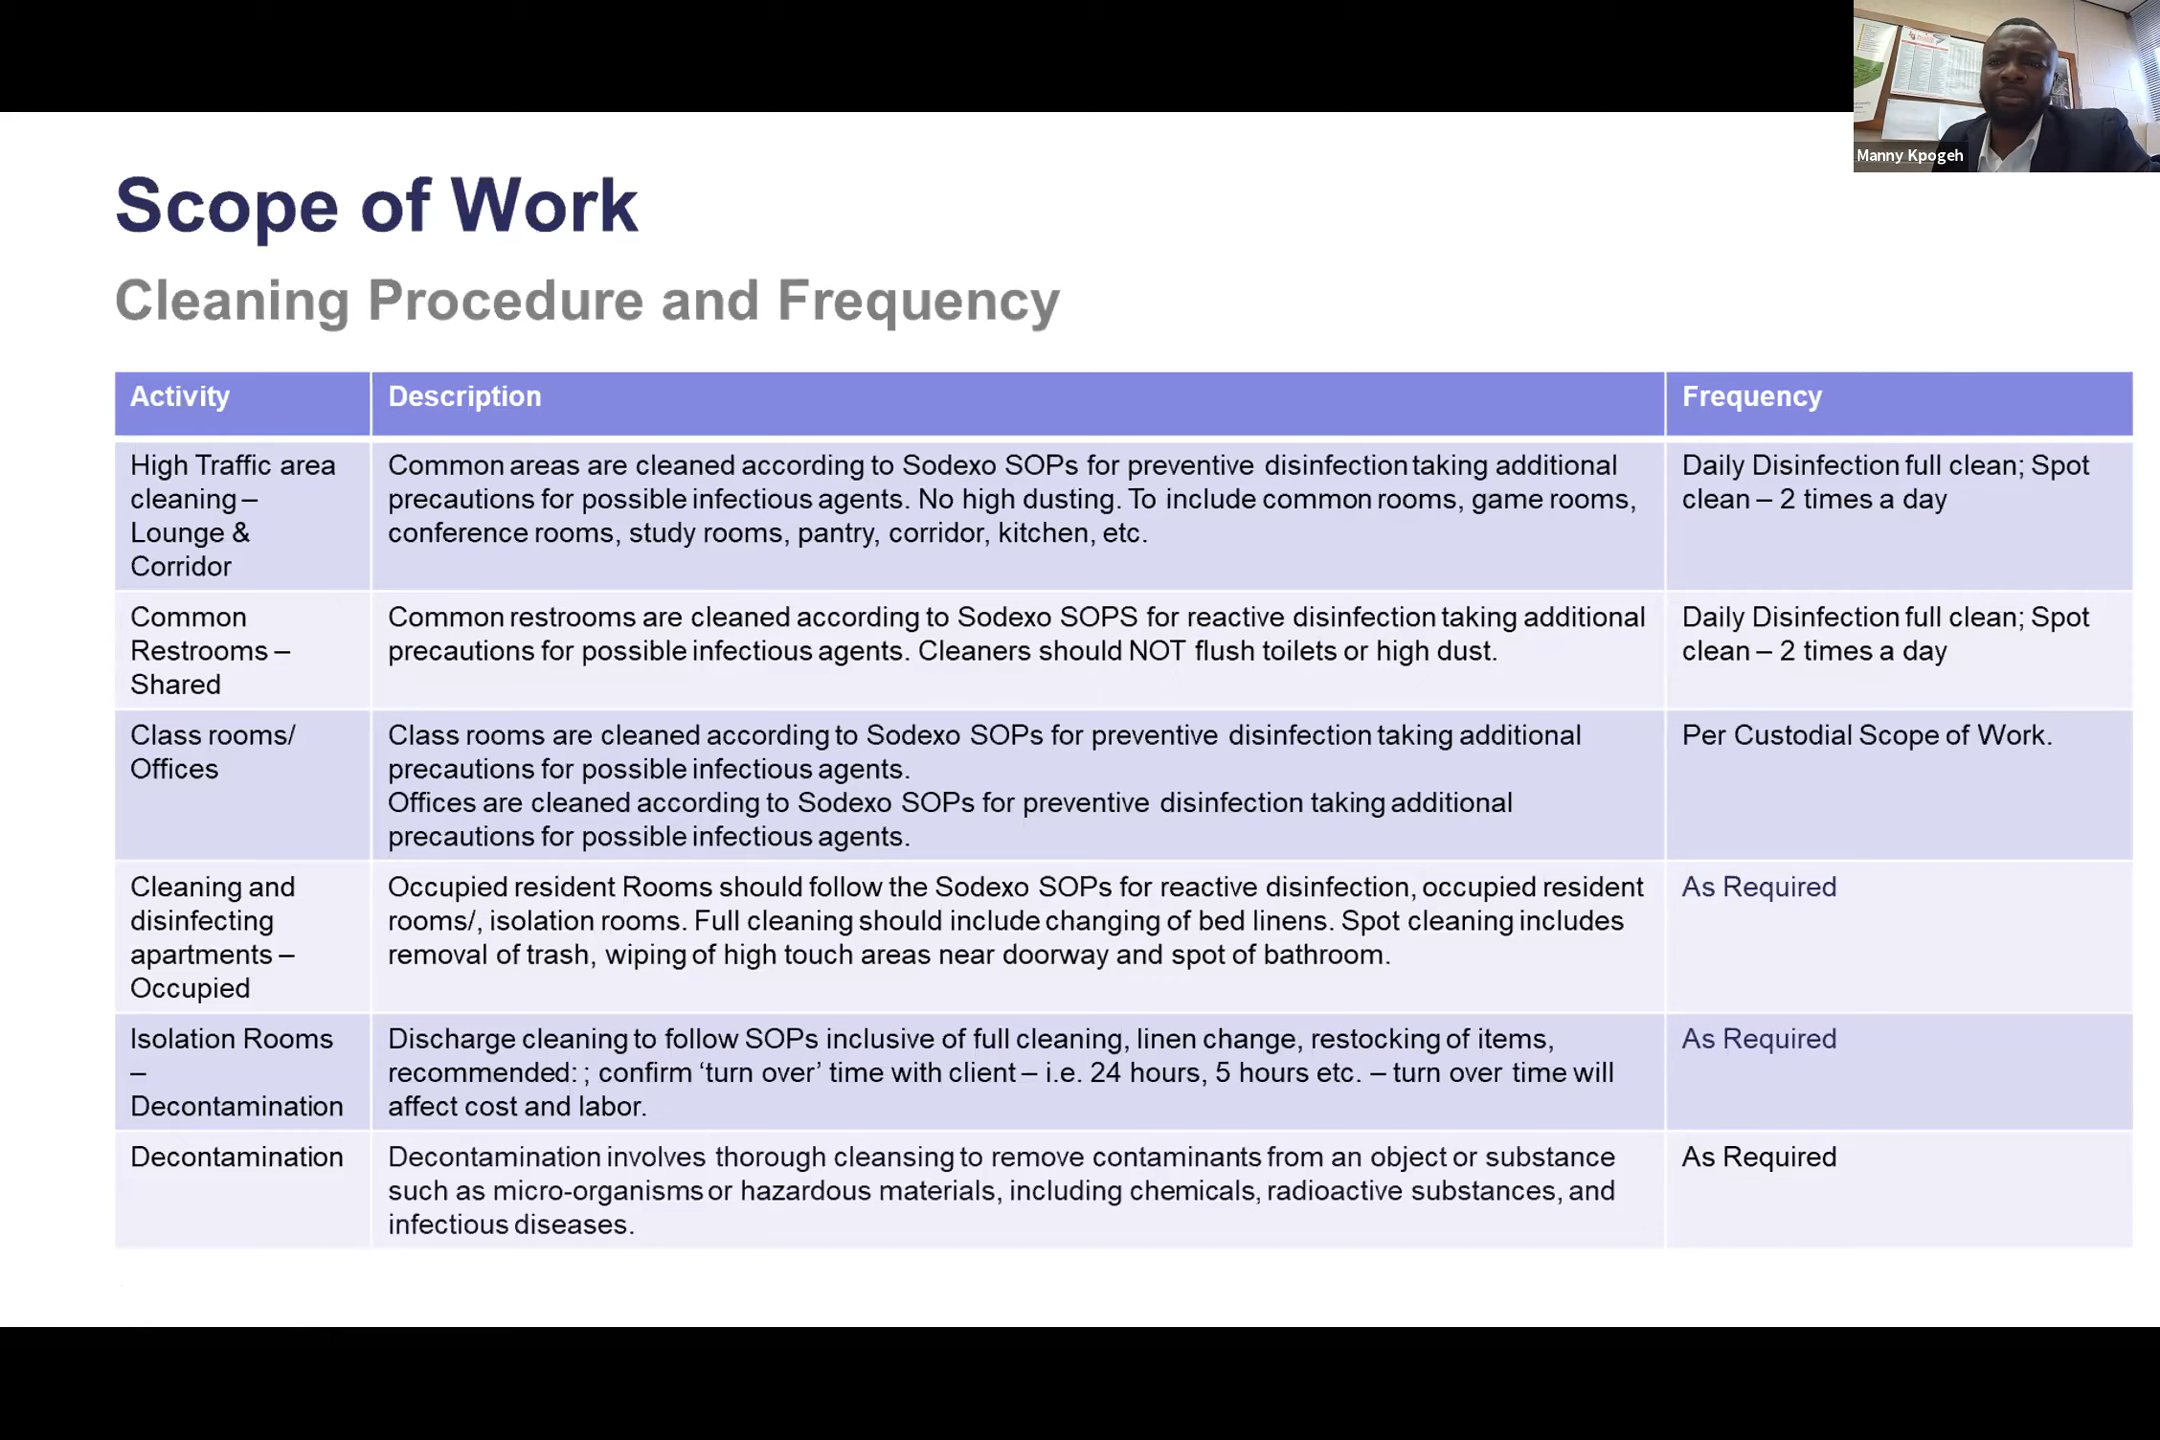 Manny Kpogeh
Scope of Work
Cleaning Procedure and Frequency
Activity
Description
Frequency
High Traffic area
cleaning –
Lounge &
Corridor
Common areas are cleaned according to Sodexo SOPs for preventive disinfection taking additional
precautions for possible infectious agents. No high dusting. To include common rooms, game rooms,
conference rooms, study rooms, pantry, corridor, kitchen, etc.
Daily Disinfection full clean; Spot
clean – 2 times a day
Common
Restrooms –
Shared
Common restrooms are cleaned according to Sodexo SOPS for reactive disinfection taking additional
precautions for possible infectious agents. Cleaners should NOT flush toilets or high dust.
Daily Disinfection full clean; Spot
clean – 2 times a day
Class rooms/
Offices
Class rooms are cleaned according to Sodexo SOPs for preventive disinfection taking additional
precautions for possible infectious agents.
Offices are cleaned according to Sodexo SOPs for preventive disinfection taking additional
precautions for possible infectious agents.
Per Custodial Scope of Work.
Cleaning and
disinfecting
apartments –
Occupied
Occupied resident Rooms should follow the Sodexo SOPs for reactive disinfection, occupied resident
rooms/, isolation rooms. Full cleaning should include changing of bed linens. Spot cleaning includes
removal of trash, wiping of high touch areas near doorway and spot of bathroom.
As Required
Isolation Rooms
–
Decontamination
Discharge cleaning to follow SOPs inclusive of full cleaning, linen change, restocking of items,
recommended: ; confirm ‘turn over’ time with client – i.e. 24 hours, 5 hours etc. – turn over time will
affect cost and labor.
As Required
Decontamination
Decontamination involves thorough cleansing to remove contaminants from an object or substance
such as micro-organisms or hazardous materials, including chemicals, radioactive substances, and
infectious diseases.
As Required